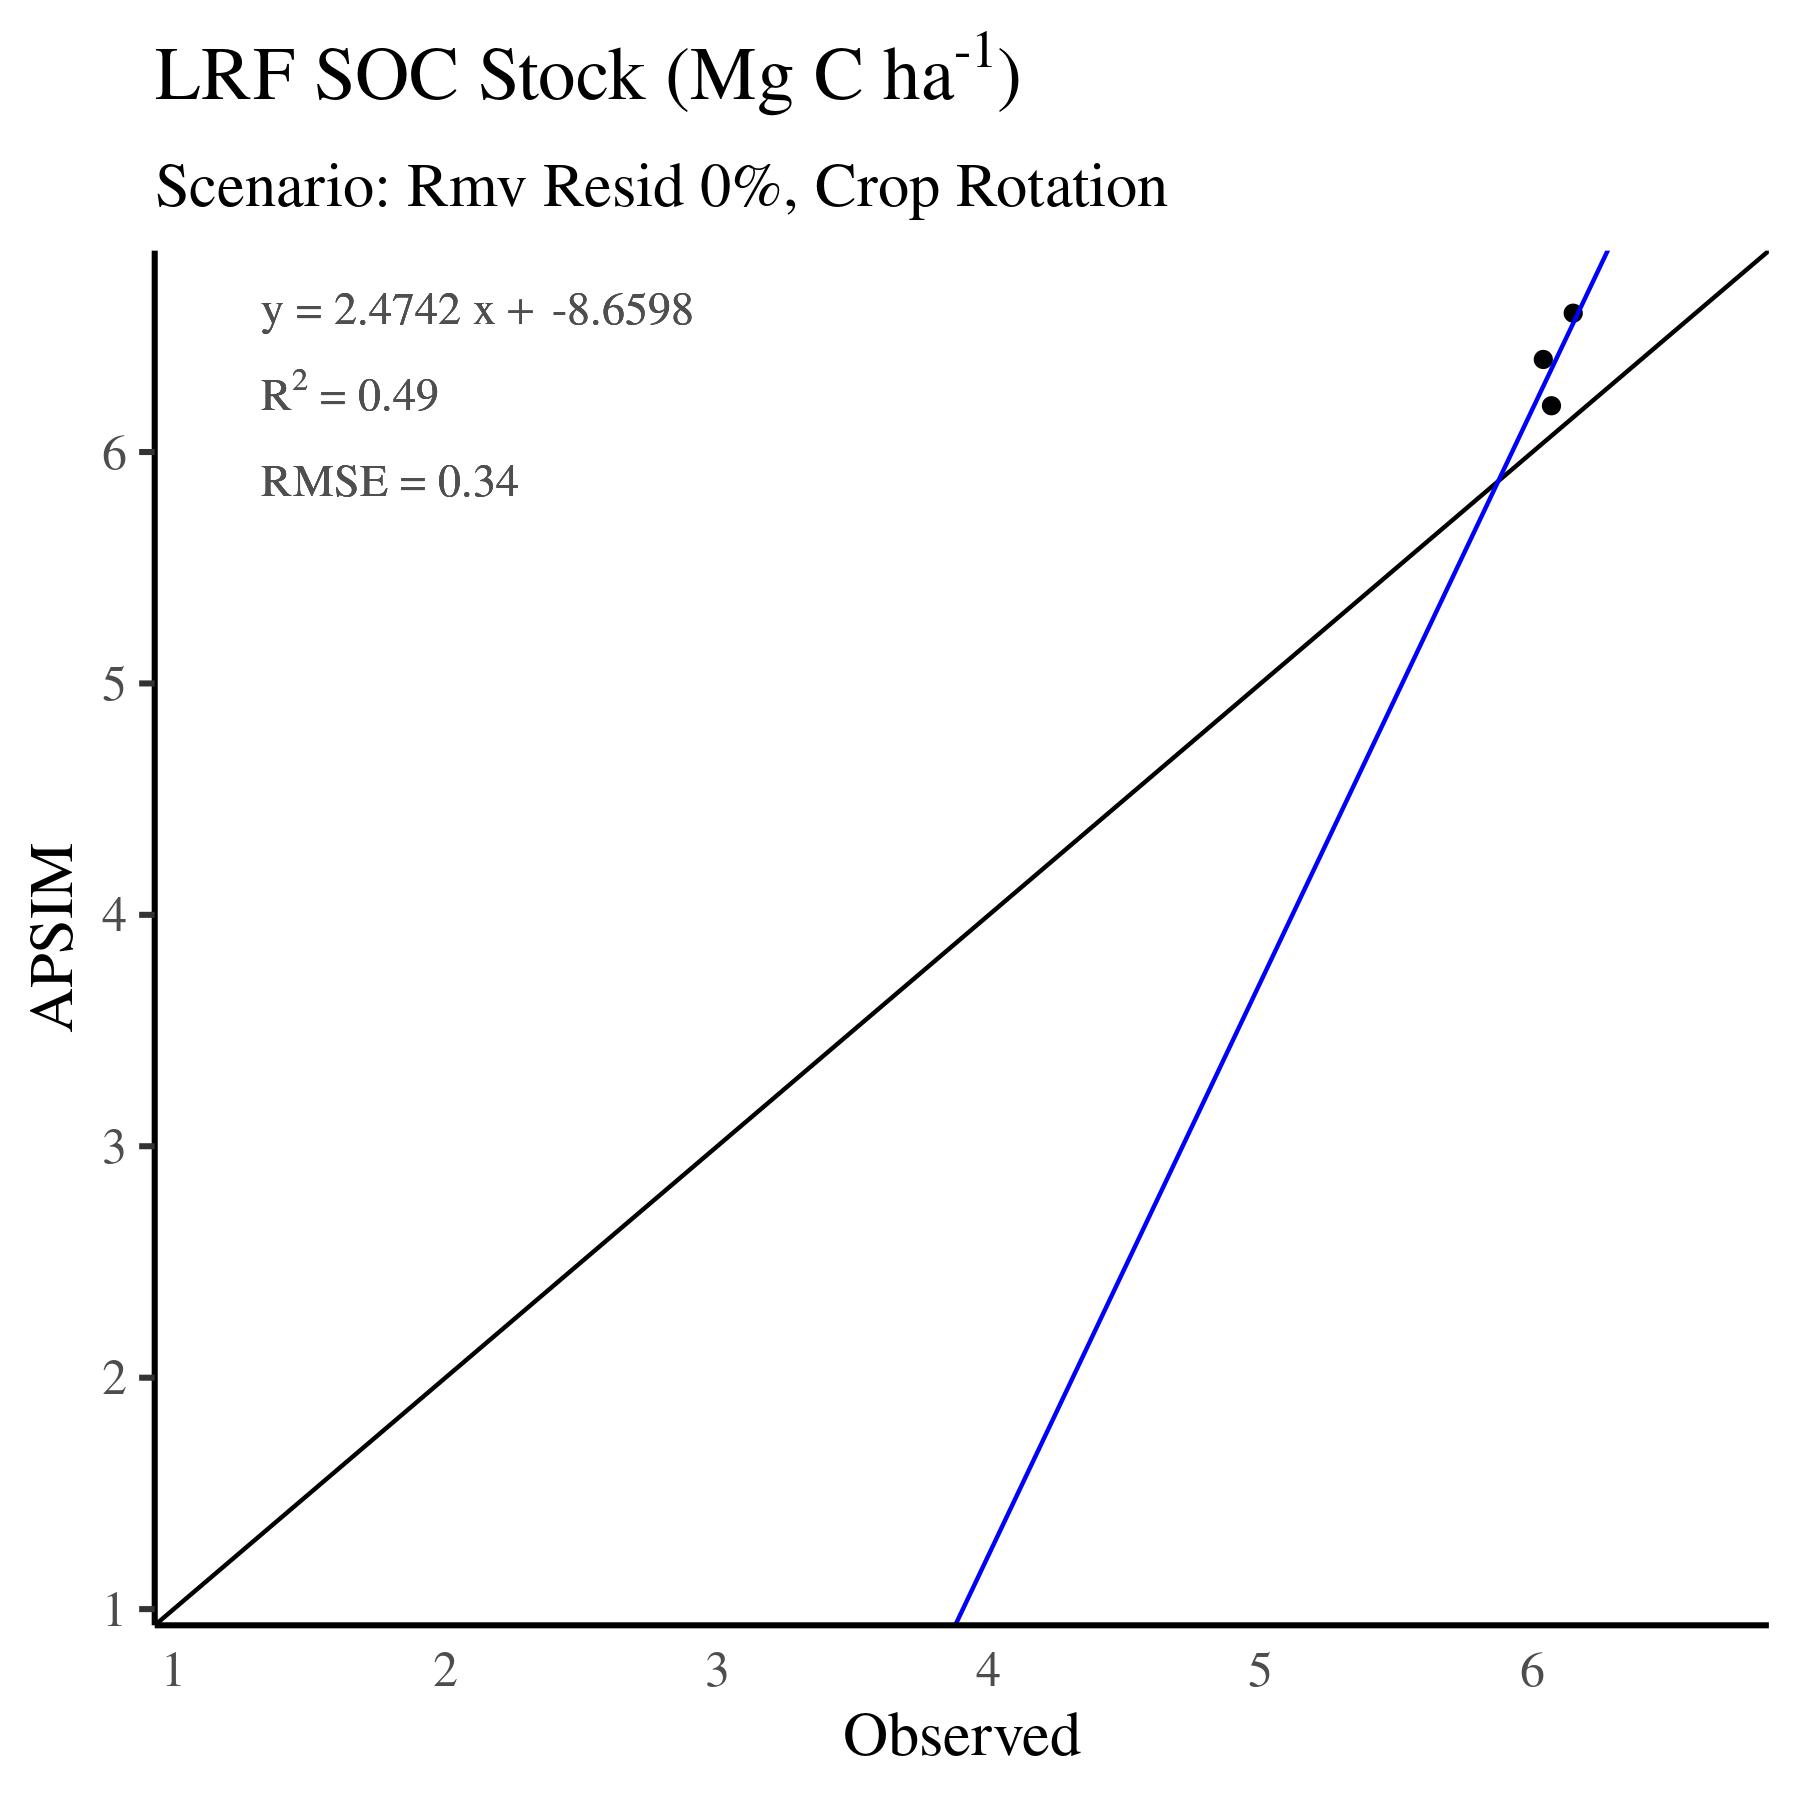 LRF SOC Stock (Mg C ha⁻¹)
Scenario: Rmv Resid 0%, Crop Rotation
y = 2.4742 x + -8.6598
R² = 0.49
RMSE = 0.34
6
5
4
3
2
1
APSIM
1 2 3 4 5 6
Observed